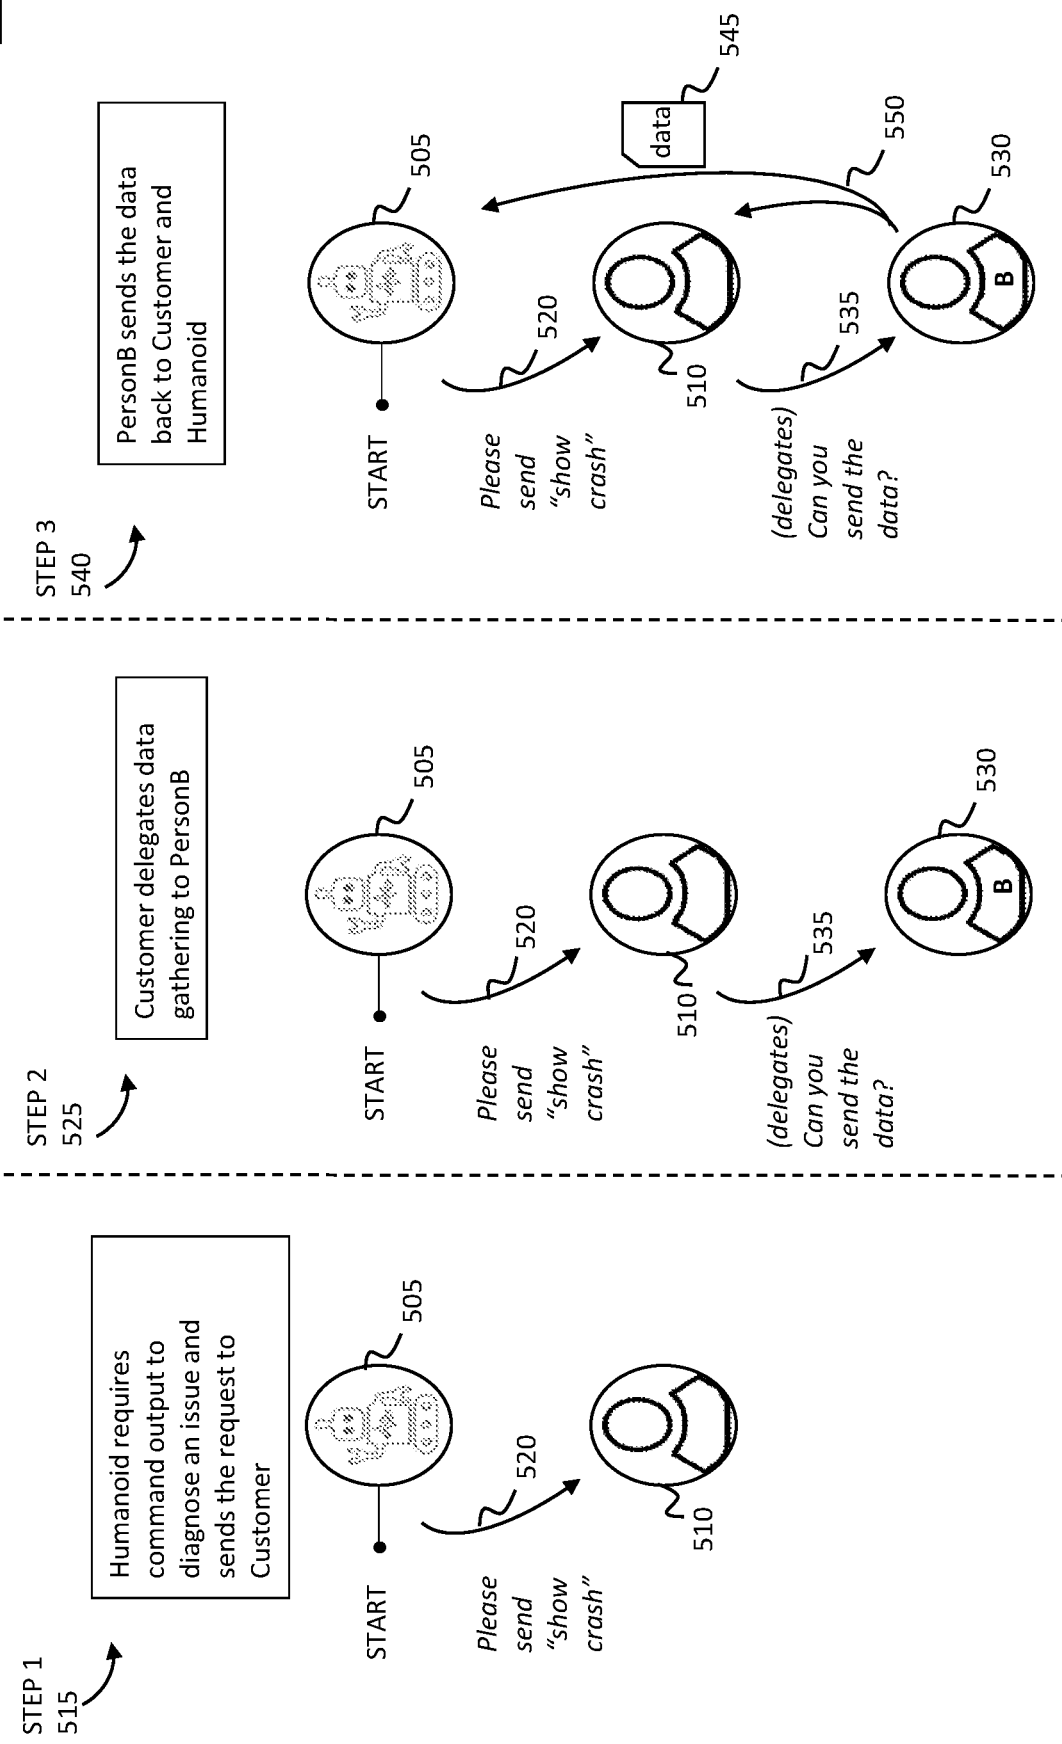 STEP 1
515
Humanoid requires
command output to
diagnose an issue and
sends the request to
Customer
START
505
Please
send
“show
crash”
520
510
STEP 2
525
Customer delegates data
gathering to PersonB
START
505
Please
send
“show
crash”
520
510
(delegates)
Can you
send the
data?
535
B
530
STEP 3
540
PersonB sends the data
back to Customer and
Humanoid
START
505
Please
send
“show
crash”
520
510
data
545
(delegates)
Can you
send the
data?
535
550
B
530